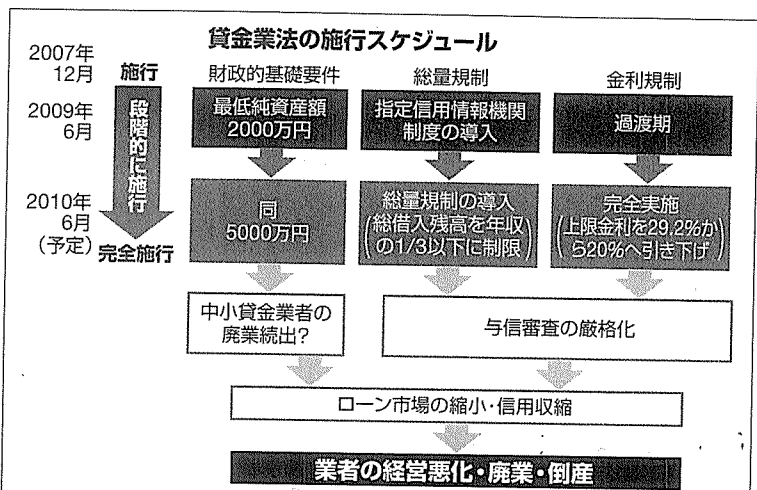 貸金業法の施行スケジュール
2007年
12月
施行
財政的基礎要件
総量規制
金利規制
2009年
6月
段階的に施行
最低純資産額
2000万円
指定信用情報機関
制度の導入
過渡期
2010年
6月
(予定)
完全施行
同
5000万円
総量規制の導入
(総借入残高を年収
の1/3以下に制限)
完全実施
(上限金利を29.2%か
ら20%へ引き下げ)
中小貸金業者の
廃業続出?
与信審査の厳格化
ローン市場の縮小・信用収縮
業者の経営悪化・廃業・倒産